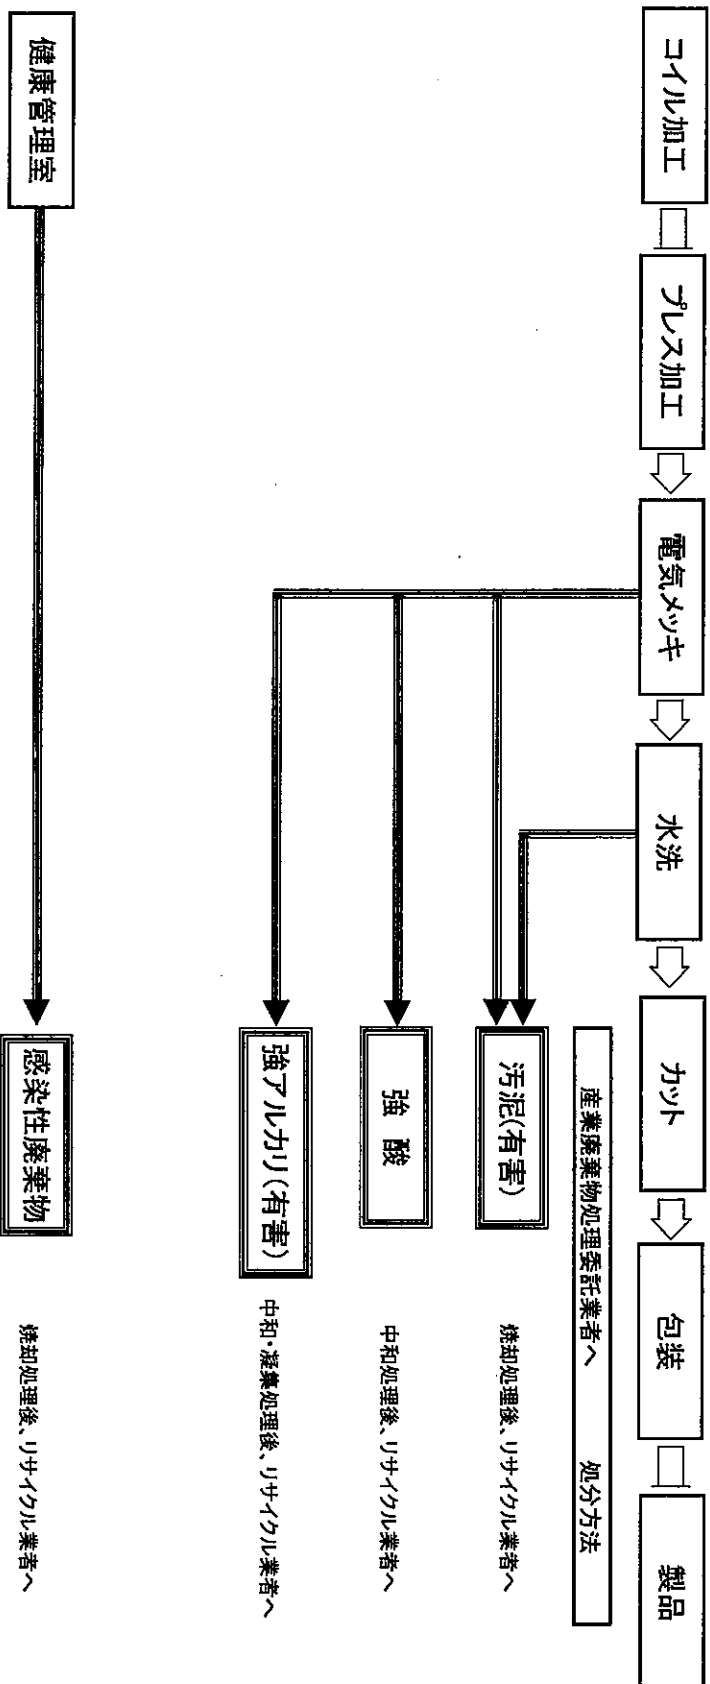 コイル加工
プレス加工
電気メッキ
水洗
カット
包装
製品
産業廃棄物処理委託業者へ 処分方法
汚泥(有害)
焼却処理後、リサイクル業者へ
強 酸
中和処理後、リサイクル業者へ
強アルカリ(有害)
中和・凝集処理後、リサイクル業者へ
健康管理室
感染性廃棄物
焼却処理後、リサイクル業者へ